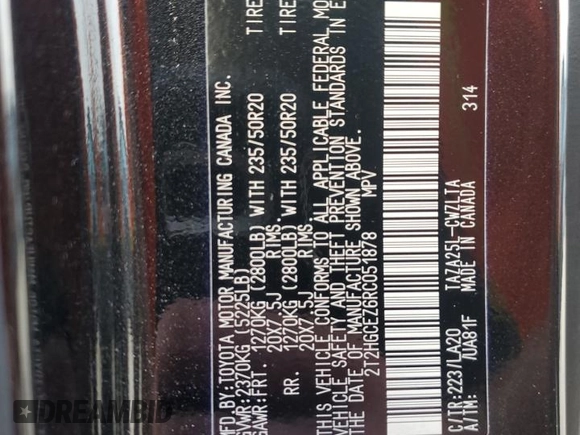 MFD BY:TOYOTA MOTOR MANUFACTURING CANADA INC.
GVWR:2370KG (5225LB)
GAWR:FRT. 1270KG (2800LB) WITH 235/50R20 TIRE
20X7.5J RIMS.
RR. 1270KG (2800LB) WITH 235/50R20 TIRE
20X7.5J RIMS.
THIS VEHICLE CONFORMS TO ALL APPLICABLE FEDERAL MO
VEHICLE SAFETY AND THEFT PREVENTION STANDARDS IN E
THE DATE OF MANUFACTURE SHOWN ABOVE.
2T2HGCEZGRC051878 MPV
C/TR:223/LA20 TAZA25L-CWZLTA
A/TM: /UA81F MADE IN CANADA 314
DREAMBID